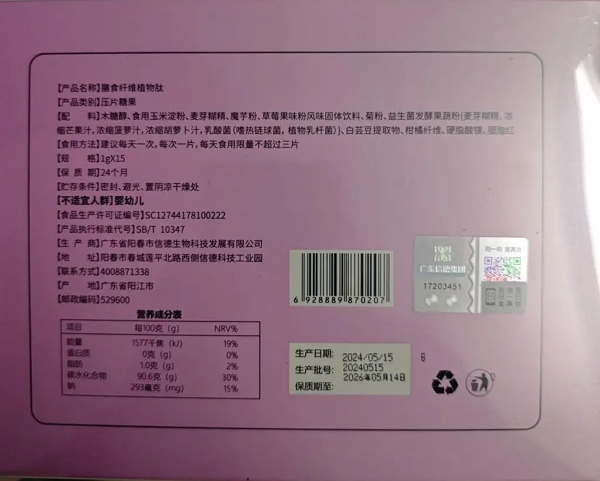 【产品名称】膳食纤维植物肽
【产品类别】压片糖果
【配 料】木糖醇、食用玉米淀粉、麦芽糊精、魔芋粉、草莓果味粉风味固体饮料、菊粉、益生菌发酵果蔬粉{麦芽糊精，浓
缩芒果汁，浓缩菠萝汁，浓缩胡萝卜汁，乳酸菌（嗜热链球菌，植物乳杆菌）}、白芸豆提取物、柑橘纤维、硬脂酸镁、胭脂红
【食用方法】建议每天一次，每次一片，每天食用限量不超过三片
【规 格】1gX15
【保 质 期】24个月
【贮存条件】密封、避光、置阴凉干燥处
【不适宜人群】婴幼儿
【食品生产许可证编号】SC12744178100222
【产品执行标准代号】SB/T 10347
【生 产 商】广东省阳春市信德生物科技发展有限公司
【地 址】阳春市春城莲平北路西侧信德科技工业园
【联系方式】4008871338
【产 地】广东省阳江市
【邮政编码】529600
营养成分表
项目 每100克（g） NRV%
能量 1577千焦（kJ） 19%
蛋白质 0克（g） 0%
脂肪 1.0克（g） 2%
碳水化合物 90.6克（g） 30%
钠 293毫克（mg） 15%
6 928889 870207
生产日期: 2024/05/15
生产批号: 20240515
保质期至: 2026年05月14日
广东信德集团
17203451